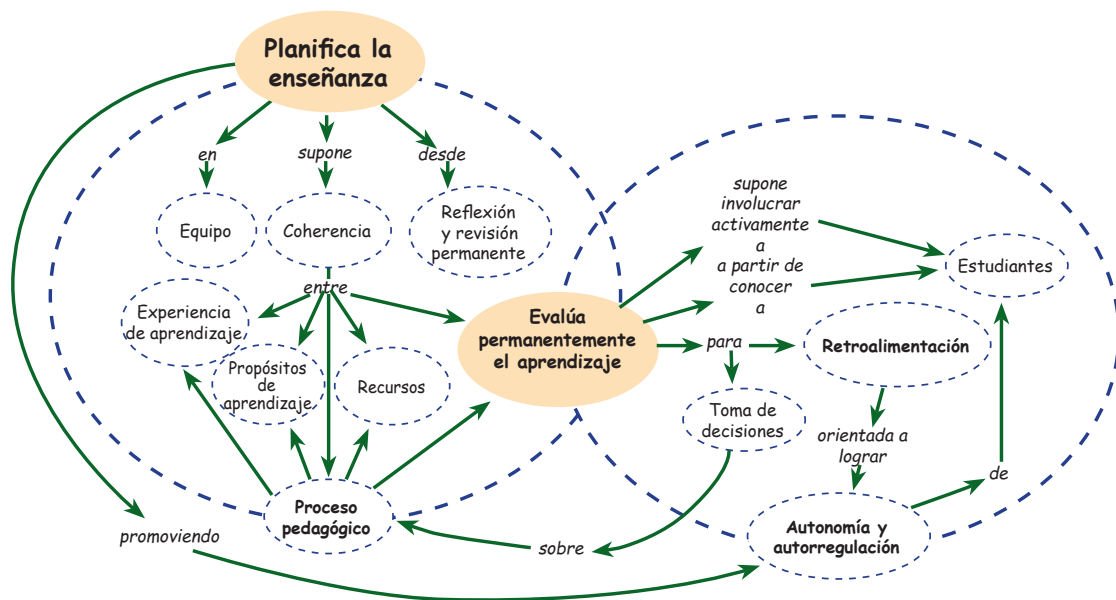 Planifica la
enseñanza
en
supone
desde
Equipo
Coherencia
Reflexión
y revisión
permanente
entre
Experiencia
de aprendizaje
Propósitos
de
aprendizaje
Recursos
Proceso
pedagógico
promoviendo
Evalúa
permanentemente
el aprendizaje
supone
involucrar
activamente
a
a partir de
conocer
a
Estudiantes
para
Retroalimentación
Toma de
decisiones
orientada a
lograr
de
Autonomía y
autorregulación
sobre